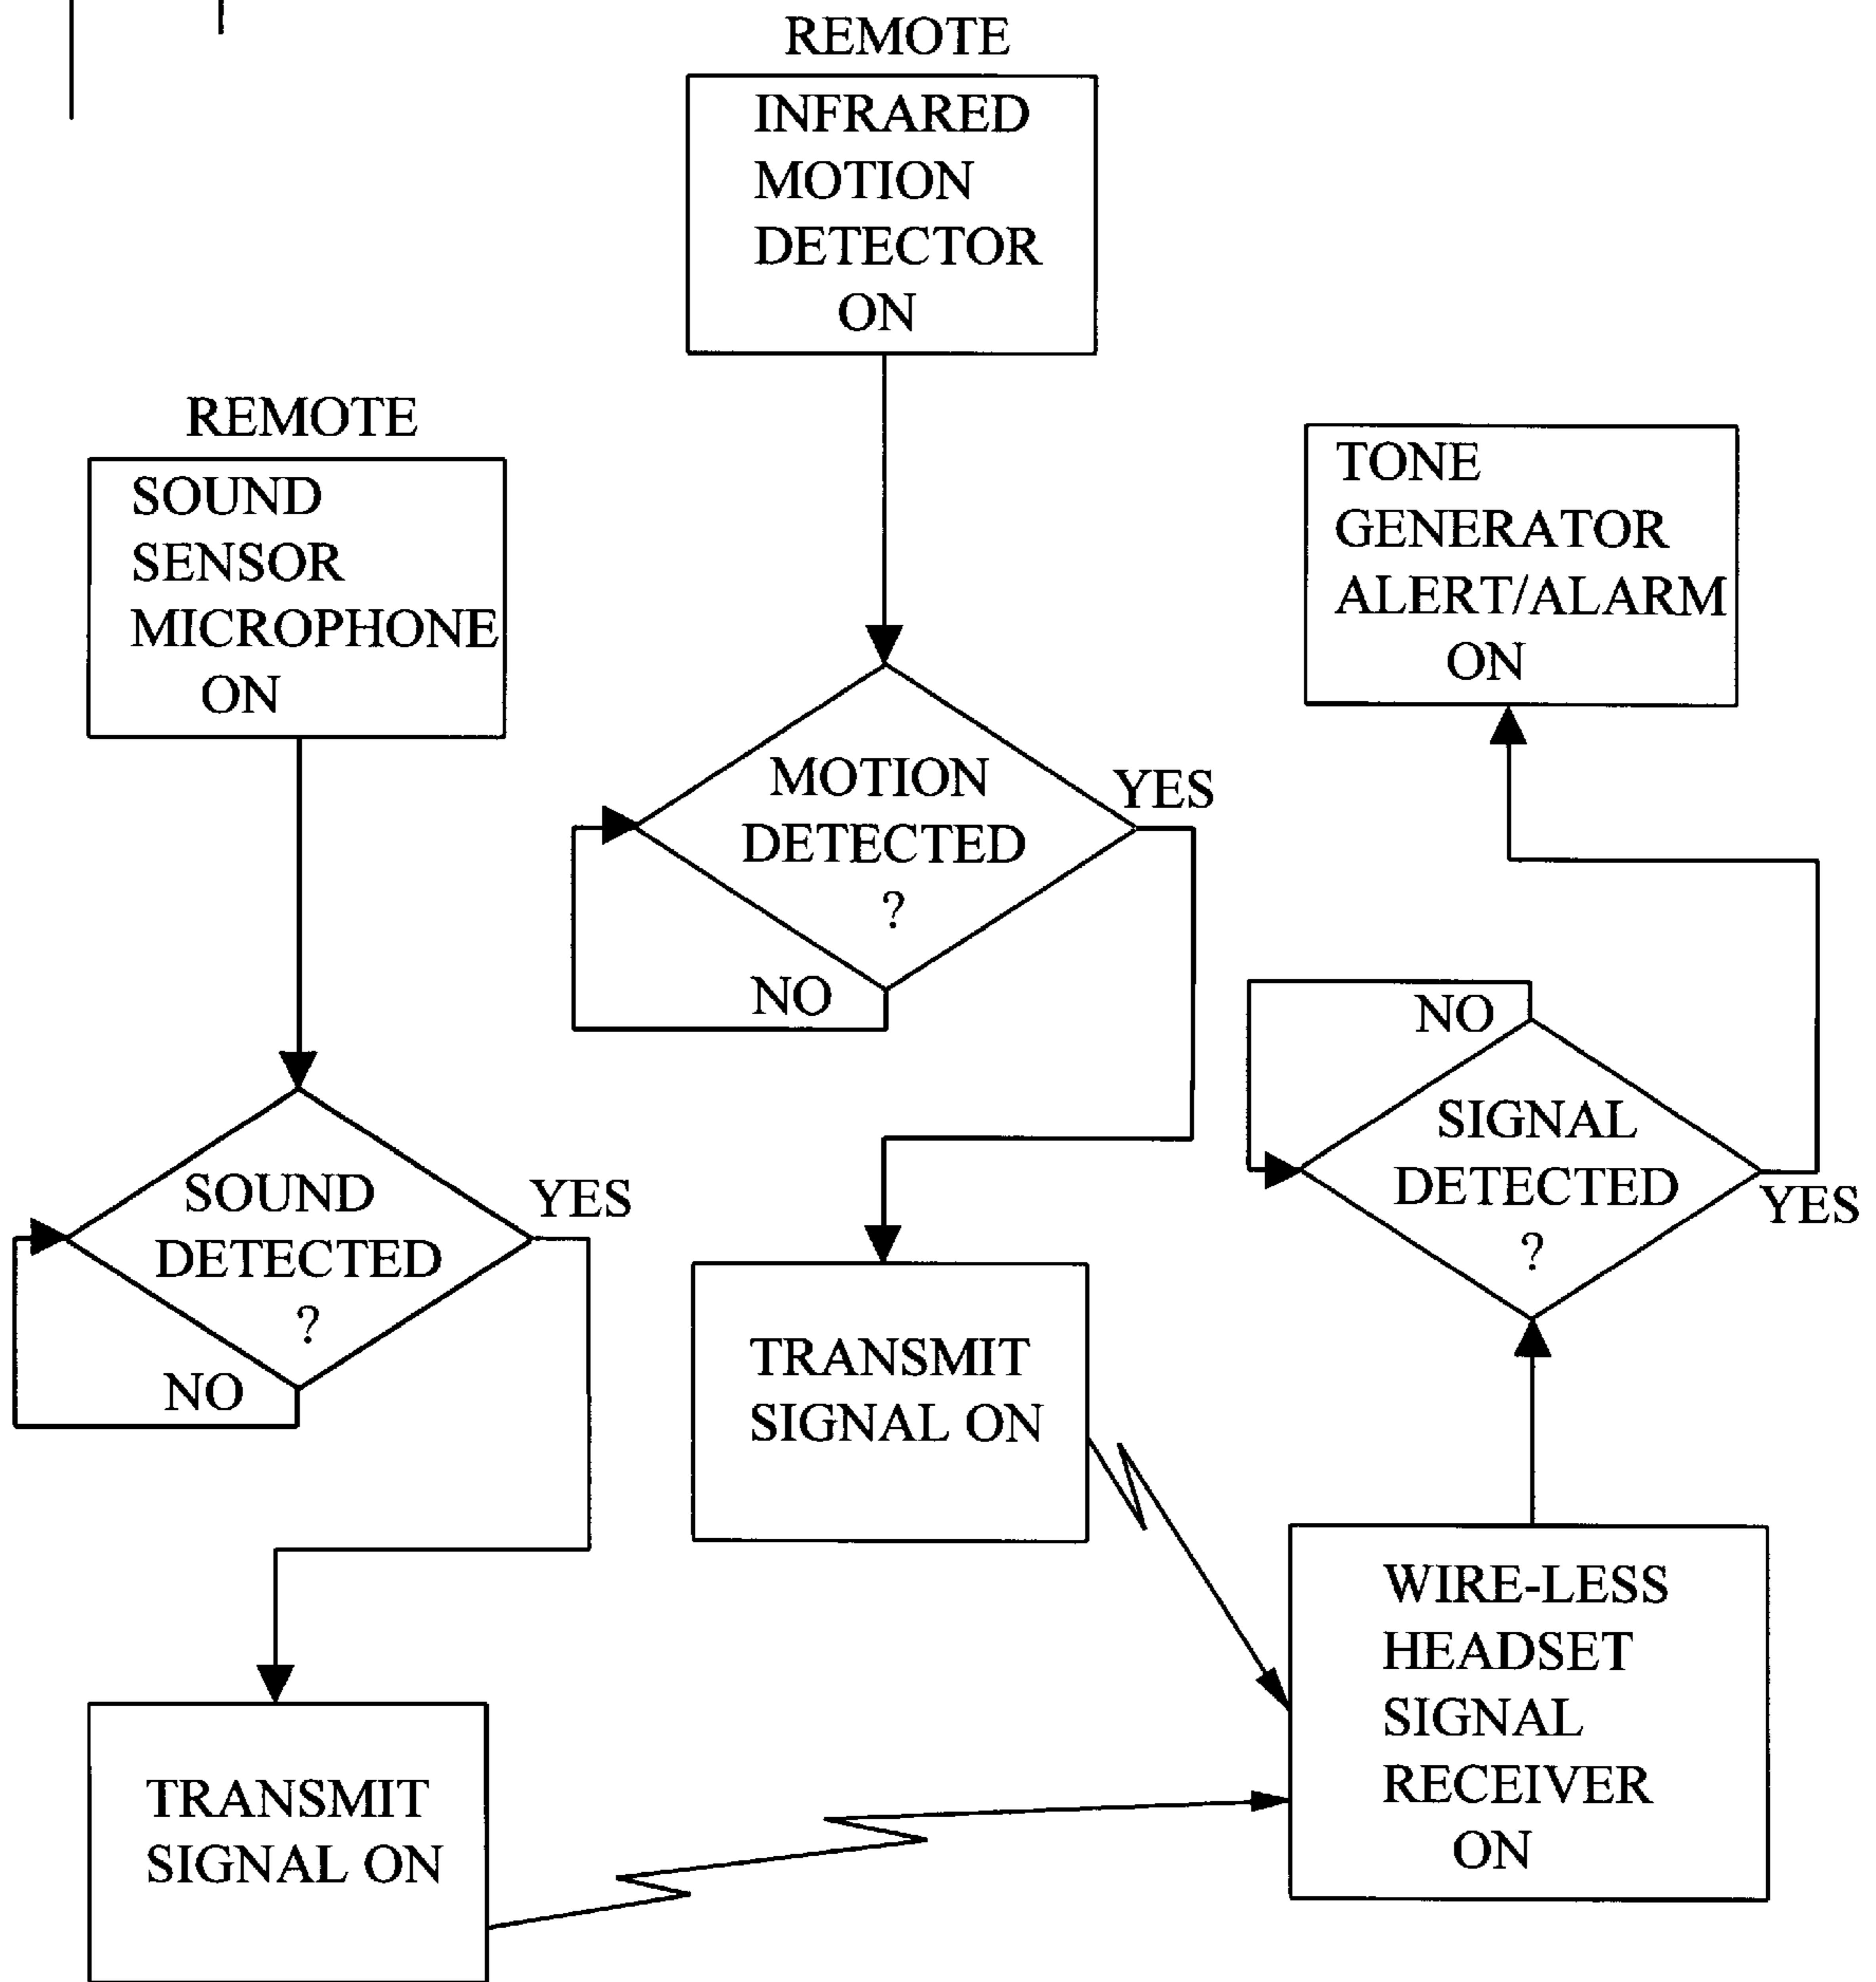 REMOTE
INFRARED
MOTION
DETECTOR
ON
REMOTE
SOUND
SENSOR
MICROPHONE
ON
TONE
GENERATOR
ALERT/ALARM
ON
MOTION
DETECTED
?
YES
NO
NO
SIGNAL
DETECTED
?
YES
SOUND
DETECTED
?
YES
NO
TRANSMIT
SIGNAL ON
WIRE-LESS
HEADSET
SIGNAL
RECEIVER
ON
TRANSMIT
SIGNAL ON